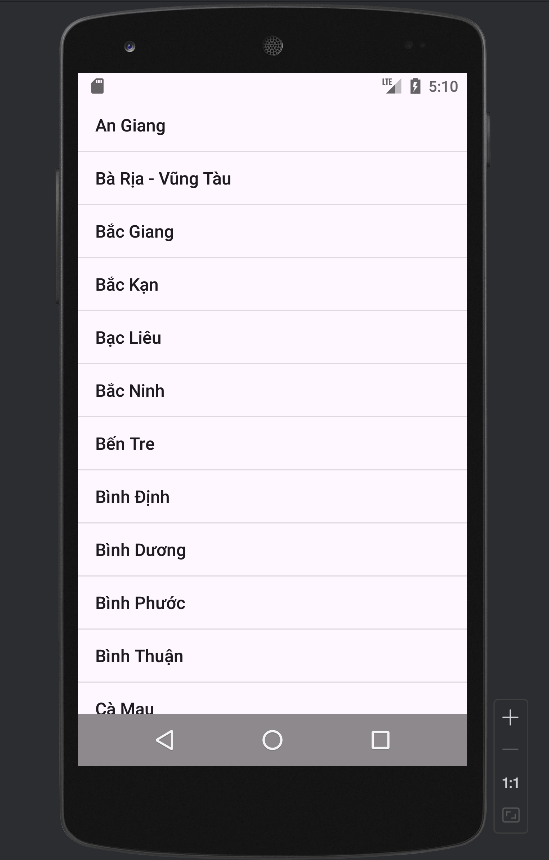 LTE 5:10
An Giang
Bà Rịa - Vũng Tàu
Bắc Giang
Bắc Kạn
Bạc Liêu
Bắc Ninh
Bến Tre
Bình Định
Bình Dương
Bình Phước
Bình Thuận
Cà Mau
1:1